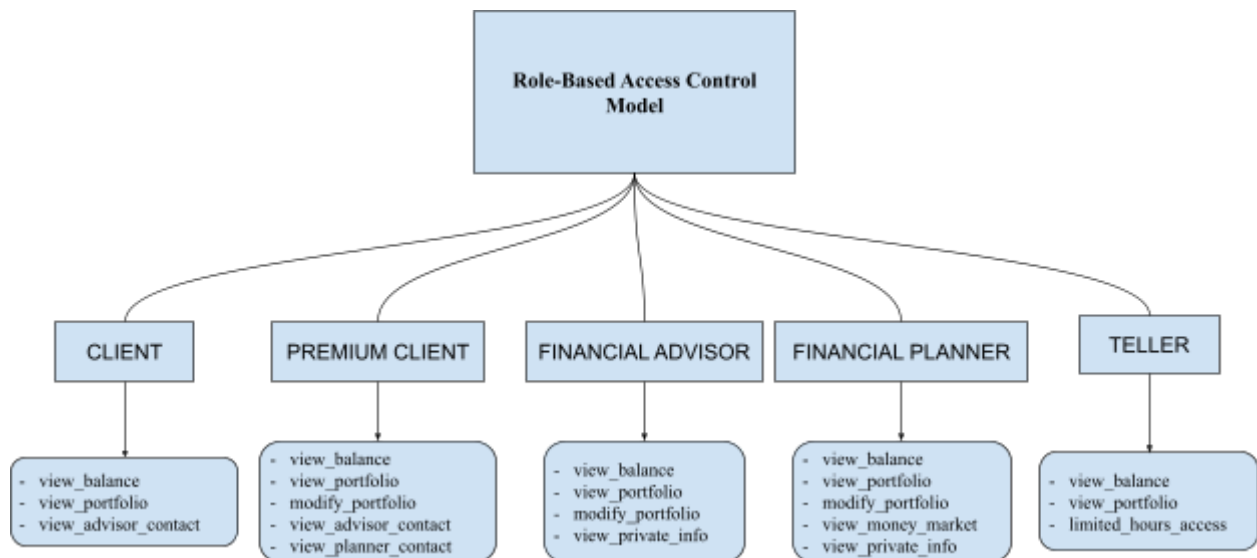 Role-Based Access Control
Model
CLIENT
PREMIUM CLIENT
FINANCIAL ADVISOR
FINANCIAL PLANNER
TELLER
- view_balance
- view_portfolio
- view_advisor_contact
- view_balance
- view_portfolio
- modify_portfolio
- view_advisor_contact
- view_planner_contact
- view_balance
- view_portfolio
- modify_portfolio
- view_private_info
- view_balance
- view_portfolio
- modify_portfolio
- view_money_market
- view_private_info
- view_balance
- view_portfolio
- limited_hours_access